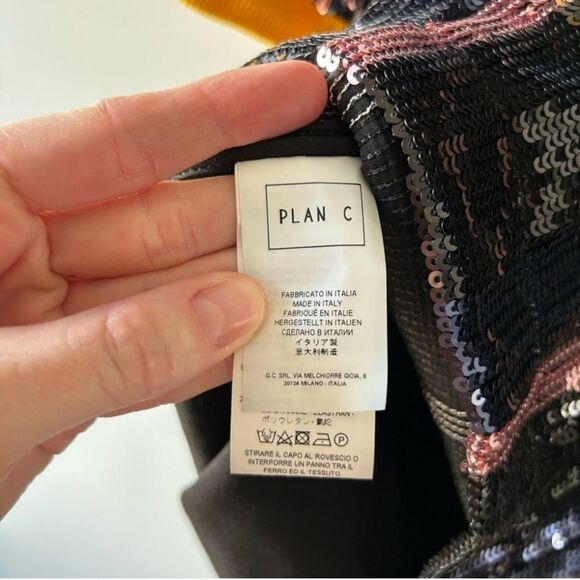 PLAN C
FABBRICATO IN ITALIA
MADE IN ITALY
FABRIQUÉ EN ITALIE
HERGESTELLT IN ITALIEN
СДЕЛАНО В ИТАЛИИ
イタリア製
意大利制造
G.C. SRL. VIA MELCHIORRE GIOIA, 8
20124 MILANO - ITALIA
ポリウレタン・氨纶
STIRARE IL CAPO AL ROVESCIO O
INTERPORRE UN PANNO TRA IL
FERRO ED IL TESSUTO.